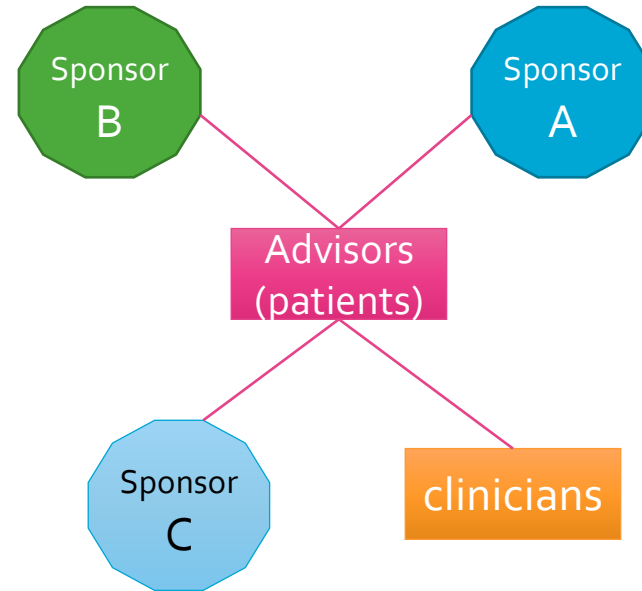 Sponsor
B
Sponsor
A
Advisors
(patients)
Sponsor
C
clinicians